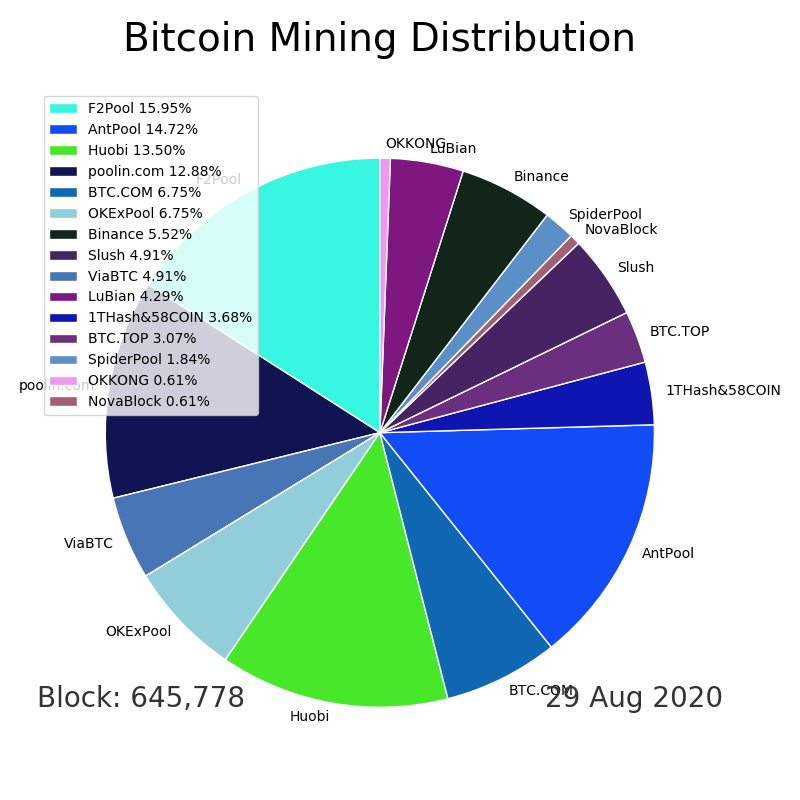 Bitcoin Mining Distribution
F2Pool 15.95%
AntPool 14.72%
Huobi 13.50%
poolin.com 12.88%
BTC.COM 6.75%
OKExPool 6.75%
Binance 5.52%
Slush 4.91%
ViaBTC 4.91%
LuBian 4.29%
1THash&58COIN 3.68%
BTC.TOP 3.07%
SpiderPool 1.84%
OKKONG 0.61%
NovaBlock 0.61%
OKKONG
LuBian
Binance
SpiderPool
NovaBlock
Slush
BTC.TOP
1THash&58COIN
AntPool
BTC.COM
Huobi
OKExPool
ViaBTC
poolin.com
F2Pool
Block: 645,778
29 Aug 2020